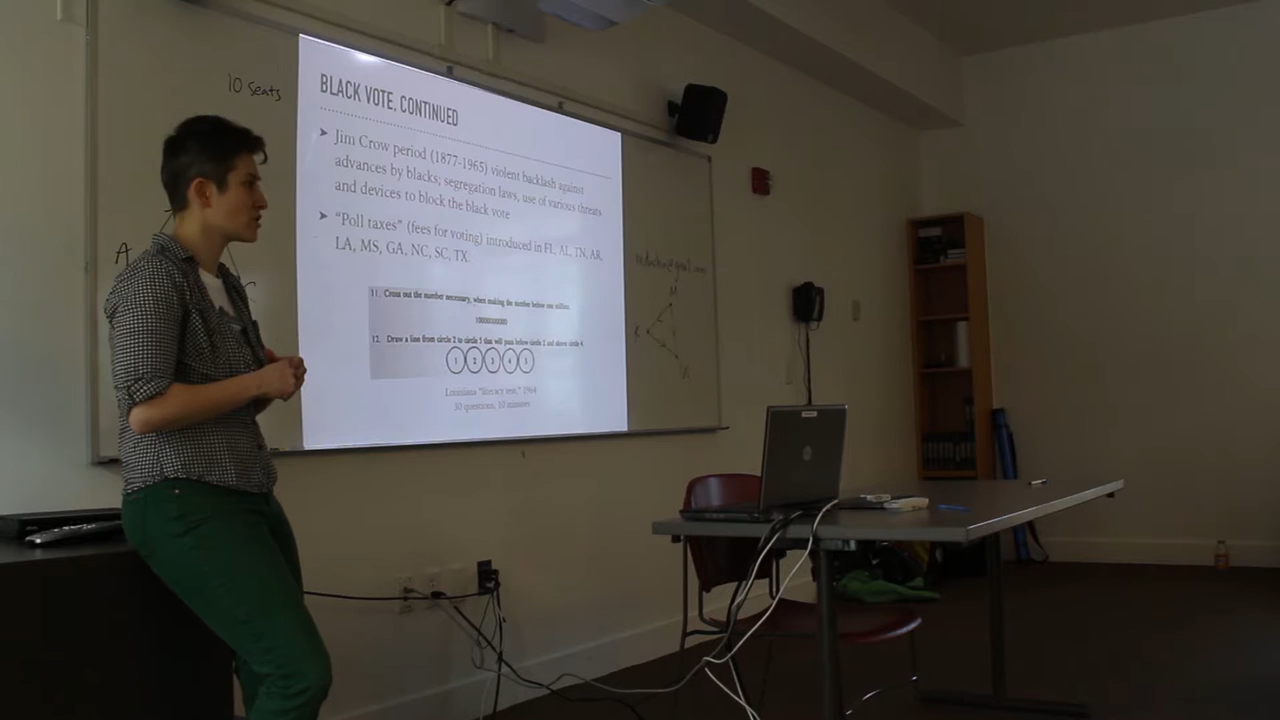 10 Seats
BLACK VOTE, CONTINUED
➤ Jim Crow period (1877-1965) violent backlash against
advances by blacks; segregation laws, use of various threats
and devices to block the black vote
➤ "Poll taxes" (fees for voting) introduced in FL, AL, TN, AR,
LA, MS, GA, NC, SC, TX.
11. Cross out the number necessary, when making the number below one million.
12. Draw a line from circle 2 to circle 5 that will pass below circle 2 and above circle 4.
1 2 3 4 5
Louisiana "literacy test," 1964
30 questions, 10 minutes
A
C
M
K